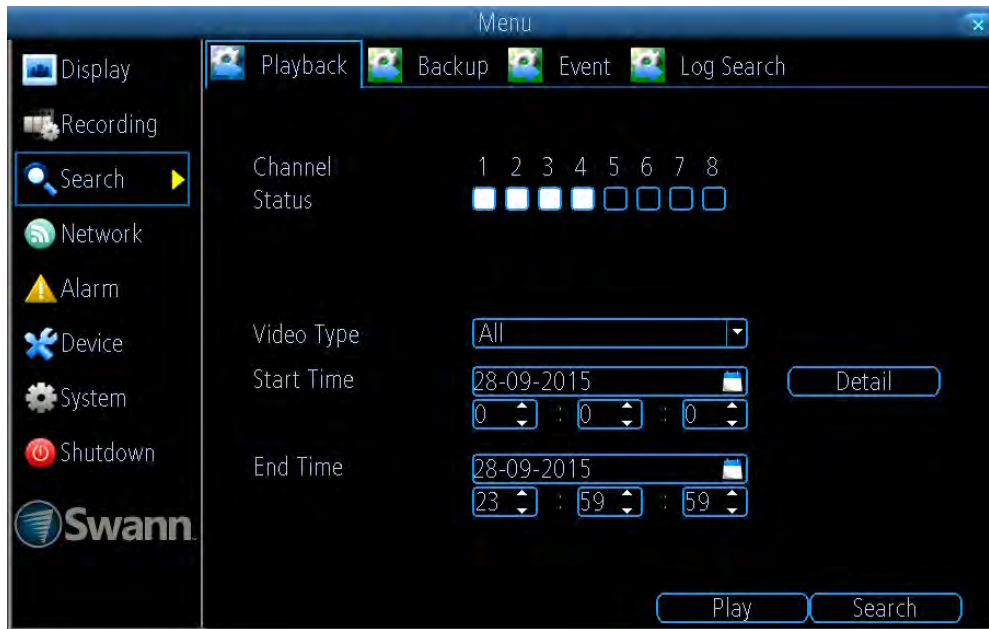 Menu
Display
Recording
Search
Network
Alarm
Device
System
Shutdown
Swann
Playback Backup Event Log Search
Channel 1 2 3 4 5 6 7 8
Status
Video Type All
Start Time 28-09-2015 Detail
0 : 0 : 0
End Time 28-09-2015
23 : 59 : 59
Play Search